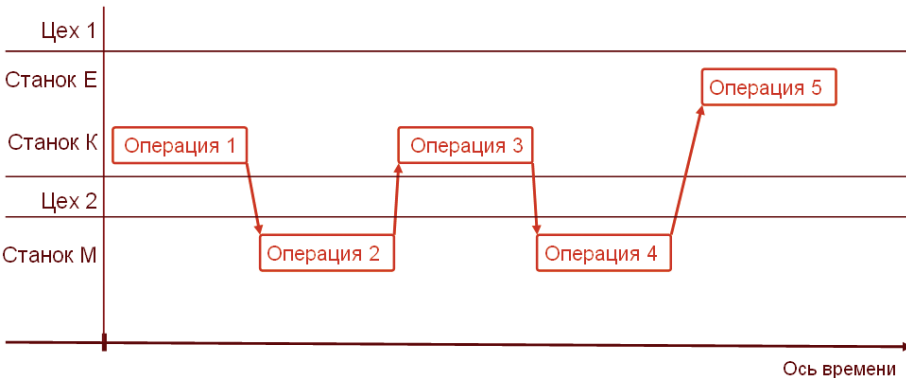 Цех 1
Станок Е
Операция 5
Станок К
Операция 1
Операция 3
Цех 2
Станок М
Операция 2
Операция 4
Ось времени